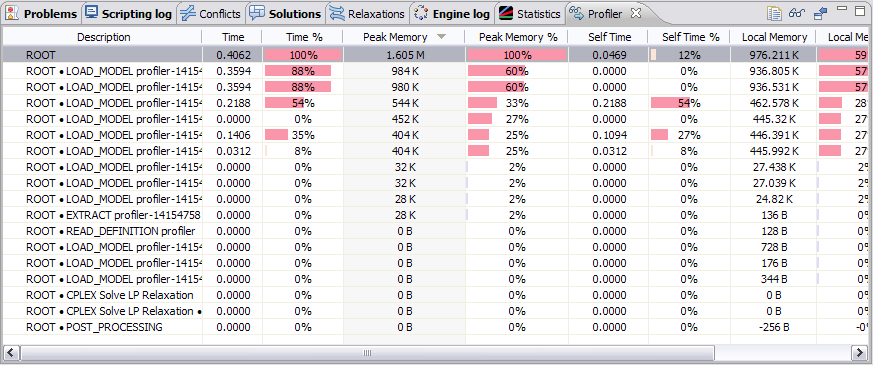 Problems Scripting log Conflicts Solutions Relaxations Engine log Statistics Profiler
Description Time Time % Peak Memory Peak Memory % Self Time Self Time % Local Memory Local Me
ROOT 0.4062 100% 1.605 M 100% 0.0469 12% 976.211 K 59
ROOT • LOAD_MODEL profiler-14154 0.3594 88% 984 K 60% 0.0000 0% 936.805 K 57
ROOT • LOAD_MODEL profiler-14154 0.3594 88% 980 K 60% 0.0000 0% 936.531 K 57
ROOT • LOAD_MODEL profiler-14154 0.2188 54% 544 K 33% 0.2188 54% 462.578 K 28
ROOT • LOAD_MODEL profiler-14154 0.0000 0% 452 K 27% 0.0000 0% 445.32 K 27
ROOT • LOAD_MODEL profiler-14154 0.1406 35% 404 K 25% 0.1094 27% 446.391 K 27
ROOT • LOAD_MODEL profiler-14154 0.0312 8% 404 K 25% 0.0312 8% 445.992 K 27
ROOT • LOAD_MODEL profiler-14154 0.0000 0% 32 K 2% 0.0000 0% 27.438 K 2%
ROOT • LOAD_MODEL profiler-14154 0.0000 0% 32 K 2% 0.0000 0% 27.039 K 2%
ROOT • LOAD_MODEL profiler-14154 0.0000 0% 28 K 2% 0.0000 0% 24.82 K 2%
ROOT • EXTRACT profiler-14154758 0.0000 0% 28 K 2% 0.0000 0% 136 B 0%
ROOT • READ_DEFINITION profiler 0.0000 0% 0 B 0% 0.0000 0% 128 B 0%
ROOT • LOAD_MODEL profiler-14154 0.0000 0% 0 B 0% 0.0000 0% 728 B 0%
ROOT • LOAD_MODEL profiler-14154 0.0000 0% 0 B 0% 0.0000 0% 176 B 0%
ROOT • LOAD_MODEL profiler-14154 0.0000 0% 0 B 0% 0.0000 0% 344 B 0%
ROOT • CPLEX Solve LP Relaxation 0.0000 0% 0 B 0% 0.0000 0% 0 B 0%
ROOT • CPLEX Solve LP Relaxation • 0.0000 0% 0 B 0% 0.0000 0% 0 B 0%
ROOT • POST_PROCESSING 0.0000 0% 0 B 0% 0.0000 0% -256 B -0%